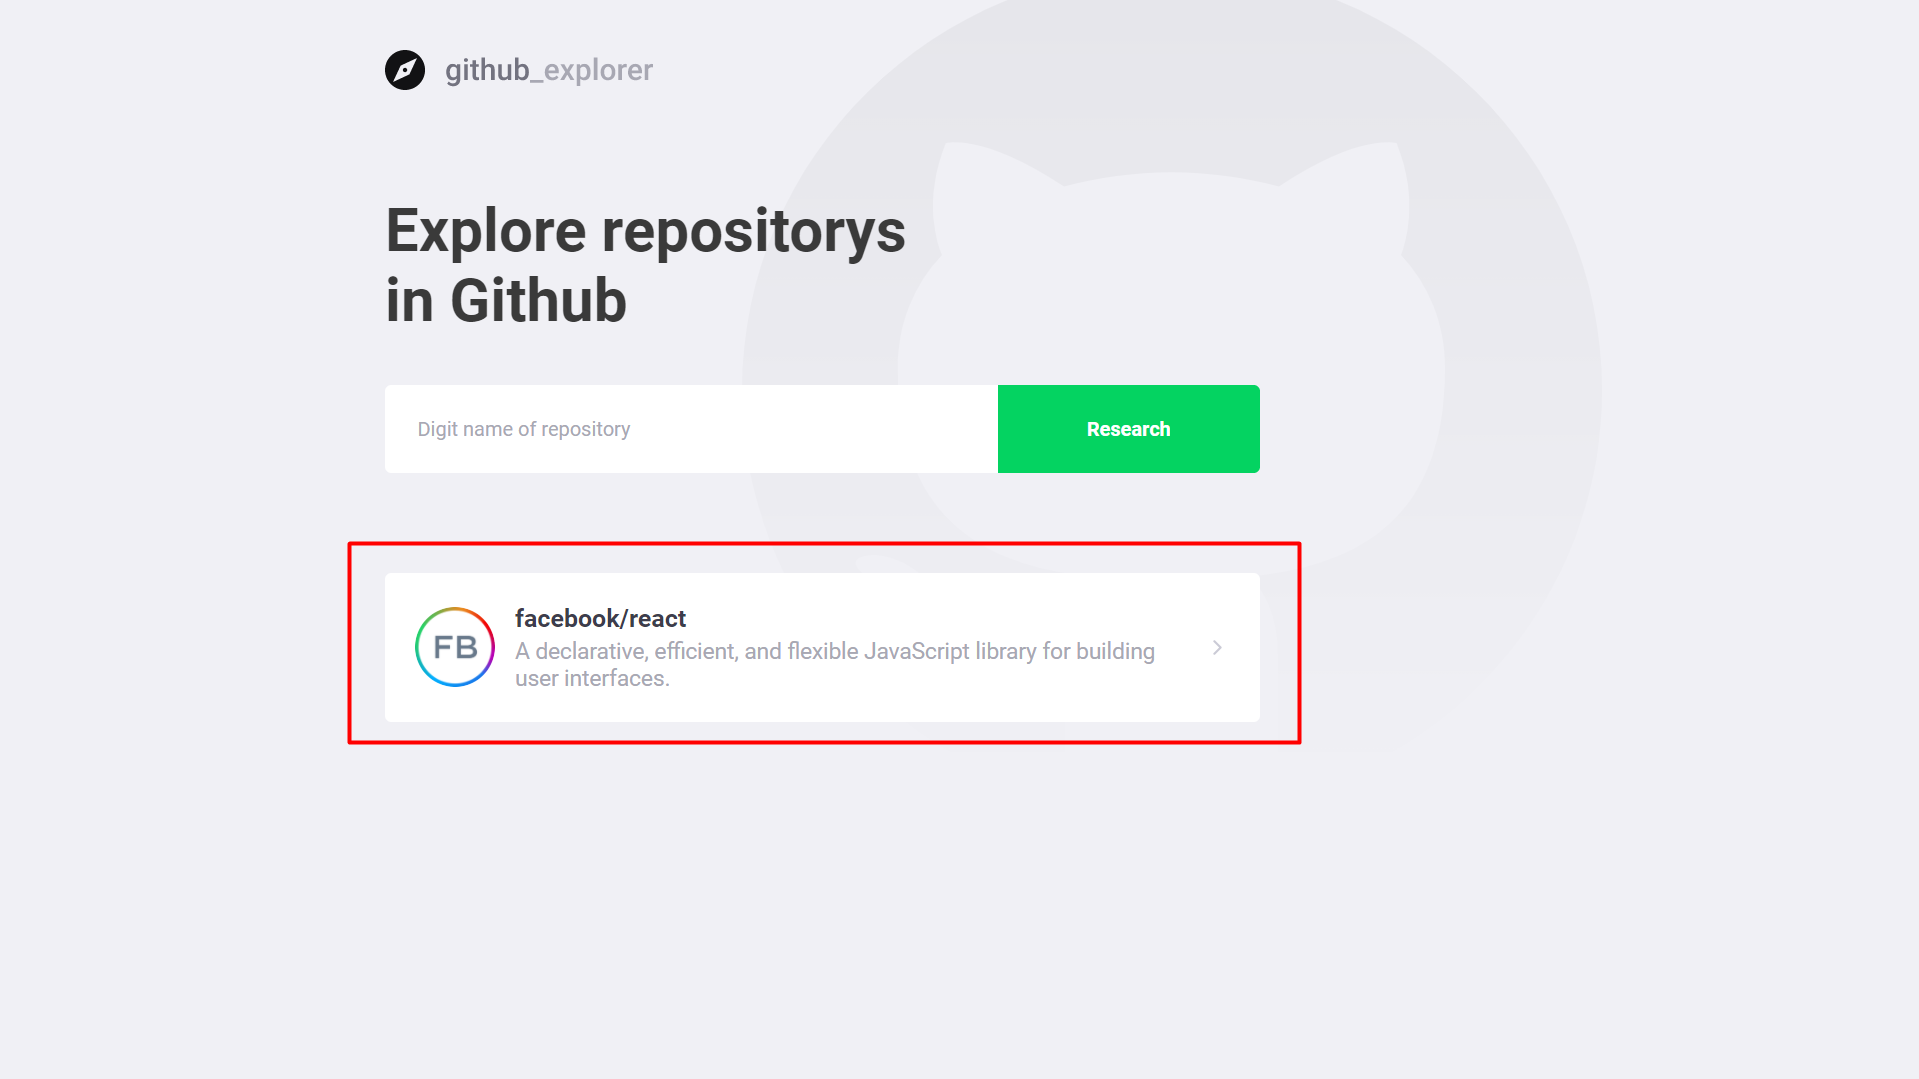 github_explorer
Explore repositorys
in Github
Digit name of repository
Research
FB
facebook/react
A declarative, efficient, and flexible JavaScript library for building
user interfaces.